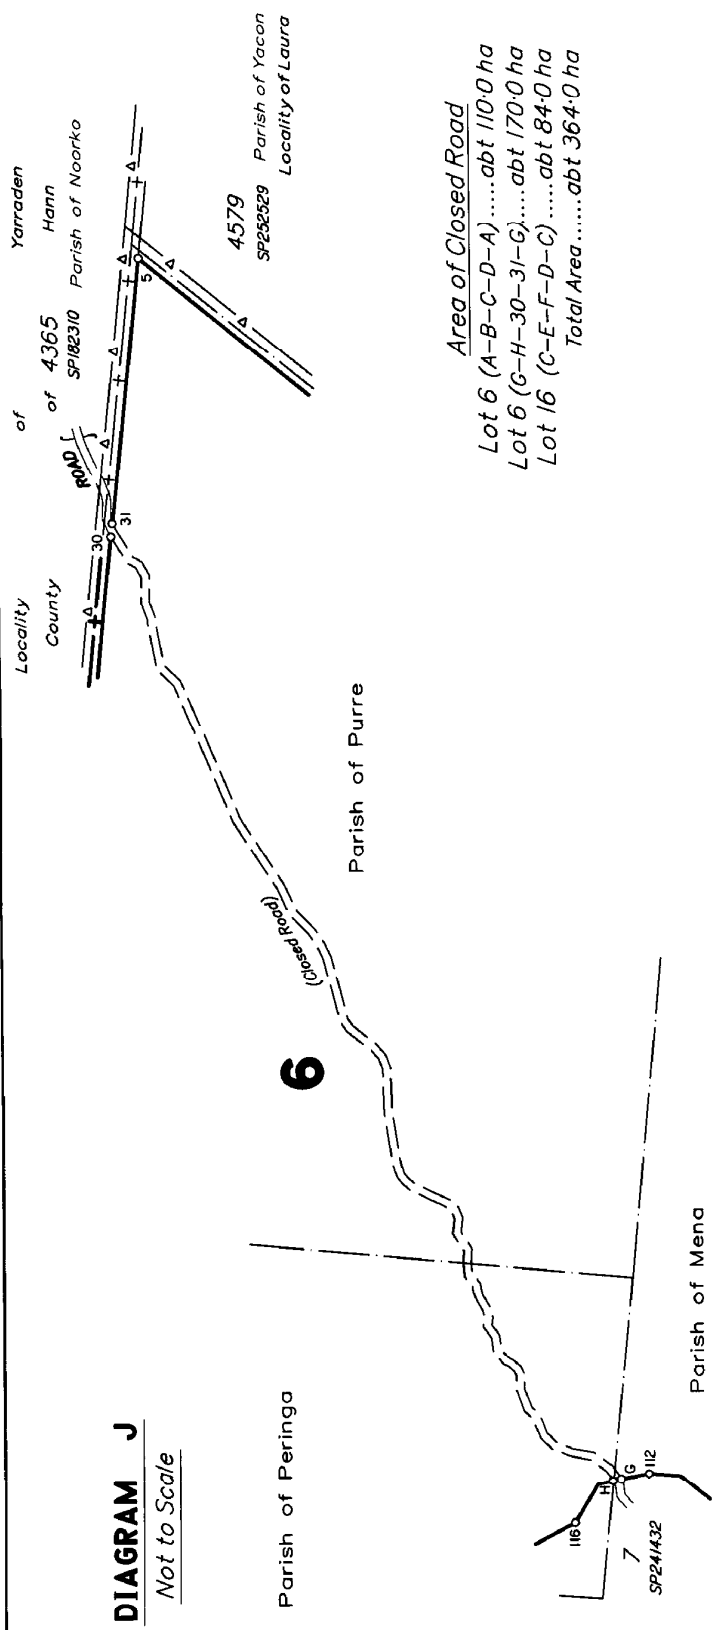 DIAGRAM J
Not to Scale
Locality of Yarraden
County of Hann
4365
SP182310
Parish of Noorko
ROAD
30
31
5
4579
SP252529
Parish of Yacon
Locality of Laura
Parish of Purre
(Closed Road)
6
Parish of Peringa
Parish of Mena
116
H
G
112
7
SP241432
Area of Closed Road
Lot 6 (A-B-C-D-A) ..... abt 110·0 ha
Lot 6 (G-H-30-31-G) ..... abt 170·0 ha
Lot 16 (C-E-F-D-C) ..... abt 84·0 ha
Total Area ...... abt 364·0 ha